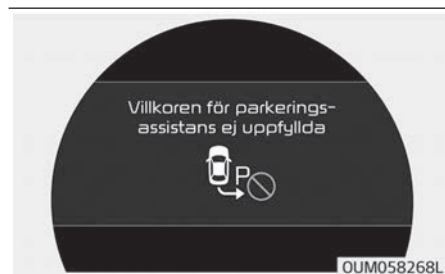 Villkoren för parkerings-
assistans ej uppfyllda
P
OUM058268L